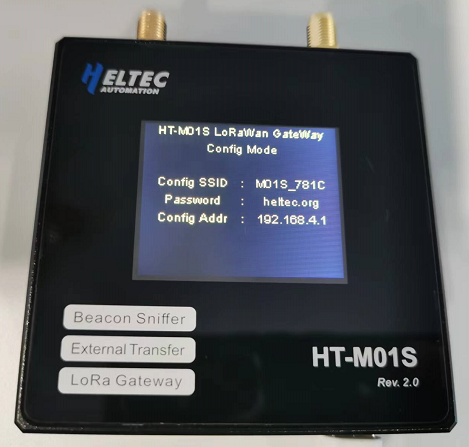 HELTEC
AUTOMATION
HT-M01S LoRaWan GateWay
Config Mode
Config SSID : M01S_781C
Password : heltec.org
Config Addr : 192.168.4.1
Beacon Sniffer
External Transfer
LoRa Gateway
HT-M01S
Rev. 2.0